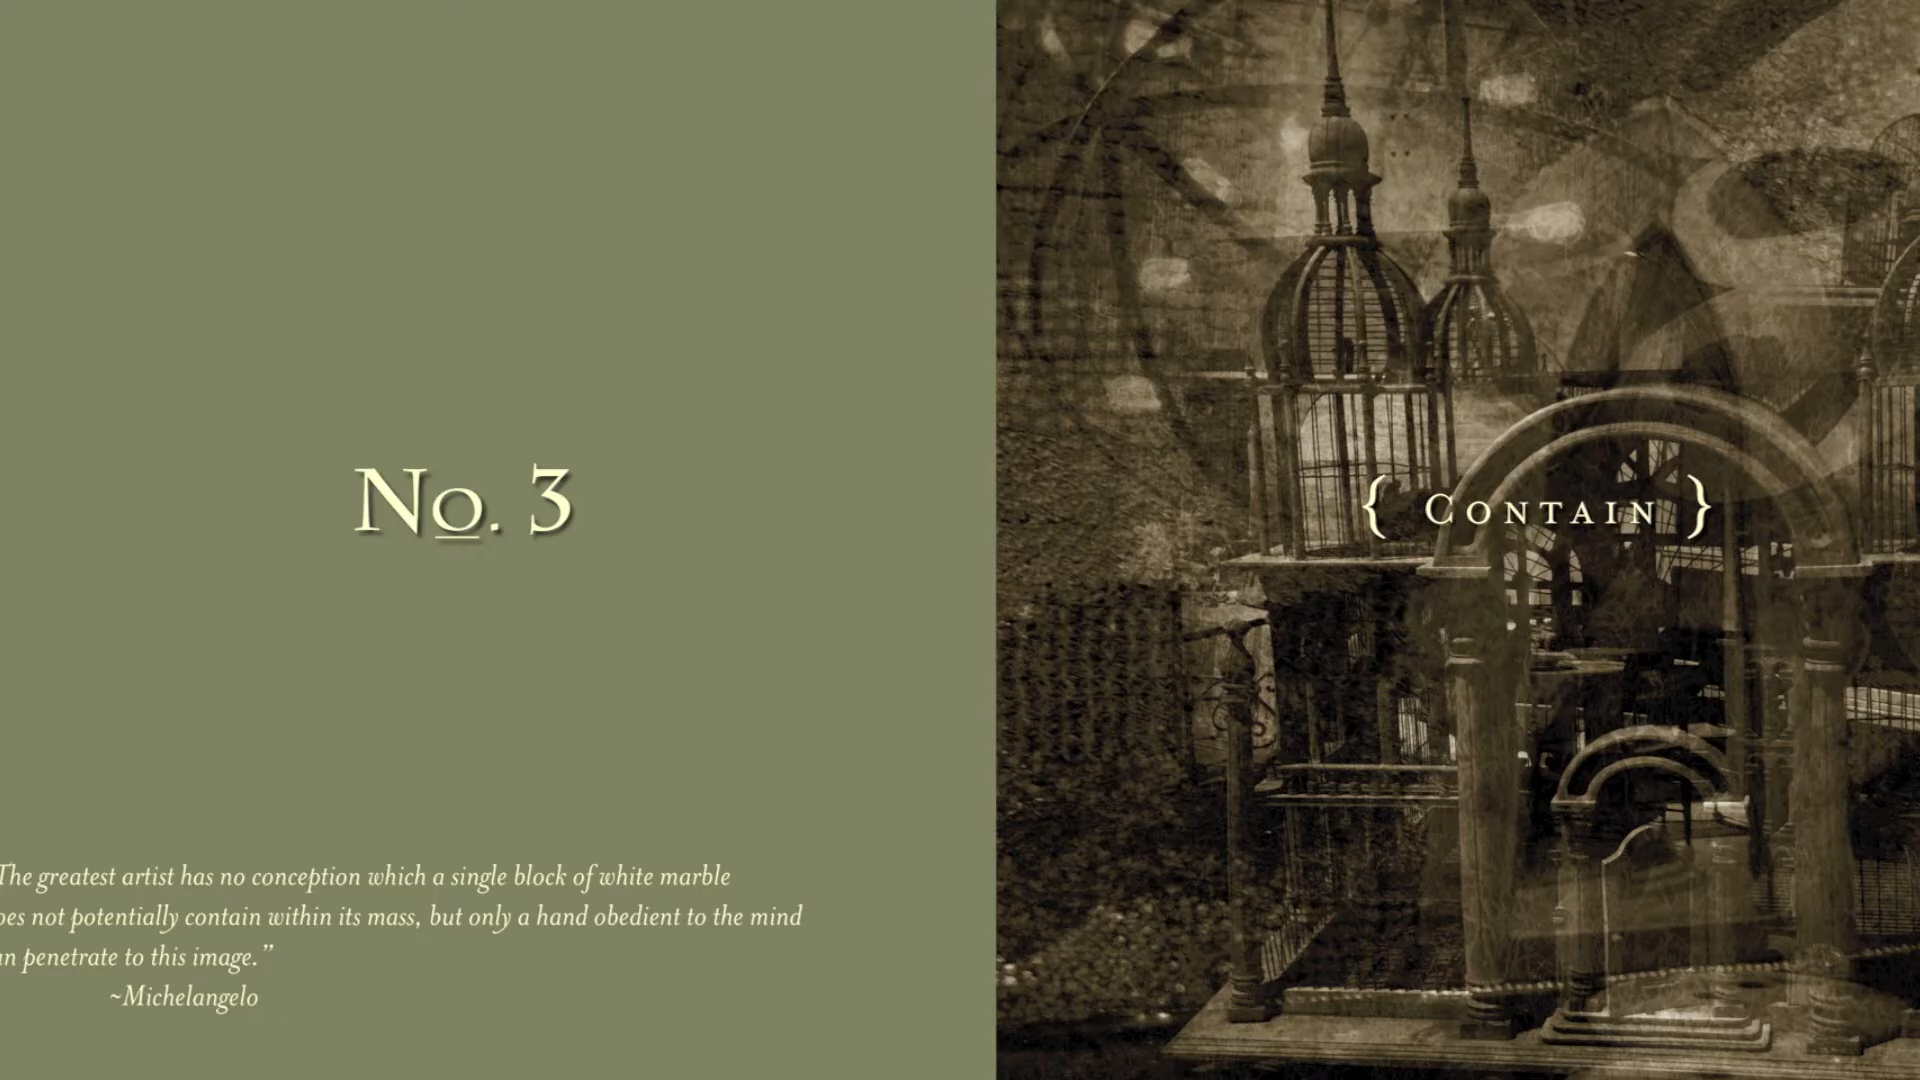 No. 3
{ Contain }
The greatest artist has no conception which a single block of white marble
not potentially contain within its mass, but only a hand obedient to the mind
penetrate to this image.”
~Michelangelo